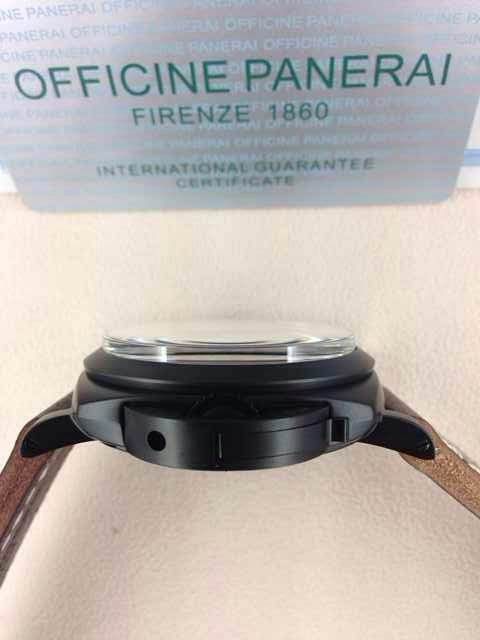 OFFICINE PANERAI
FIRENZE 1860
INTERNATIONAL GUARANTEE
CERTIFICATE